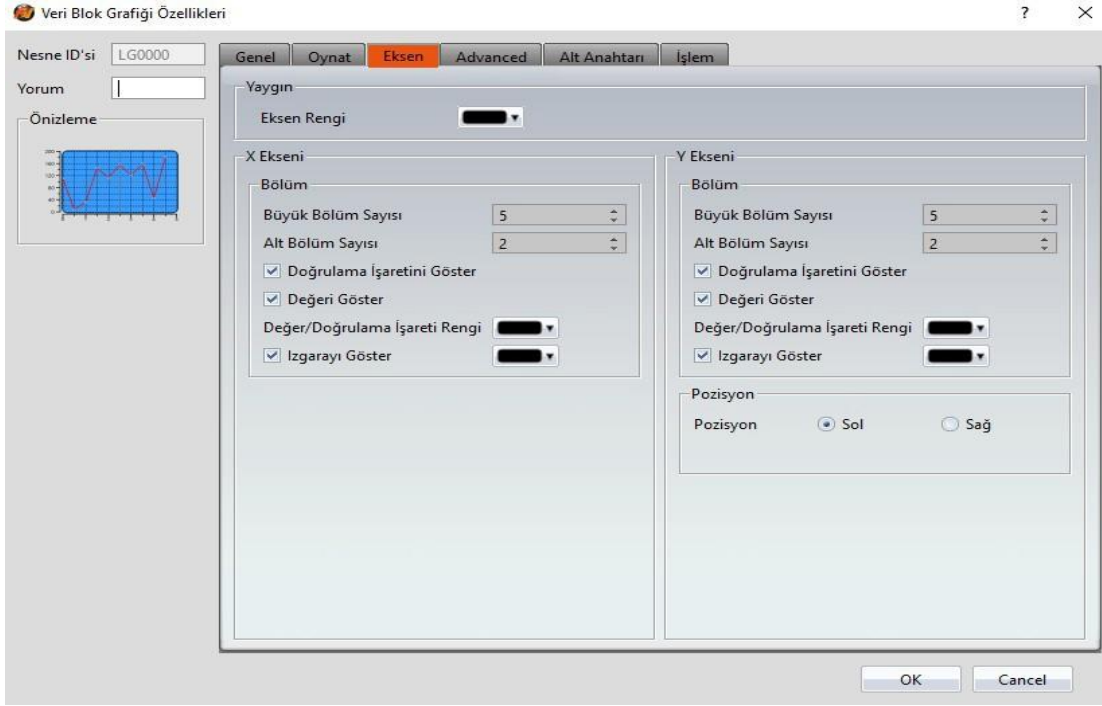 Veri Blok Grafiği Özellikleri
?
Nesne ID'si LG0000
Yorum
Önizleme
Genel Oynat Eksen Advanced Alt Anahtarı İşlem
Yaygın
Eksen Rengi
X Ekseni
Bölüm
Büyük Bölüm Sayısı 5
Alt Bölüm Sayısı 2
Doğrulama İşaretini Göster
Değeri Göster
Değer/Doğrulama İşareti Rengi
Izgarayı Göster
Y Ekseni
Bölüm
Büyük Bölüm Sayısı 5
Alt Bölüm Sayısı 2
Doğrulama İşaretini Göster
Değeri Göster
Değer/Doğrulama İşareti Rengi
Izgarayı Göster
Pozisyon
Pozisyon Sol Sağ
OK Cancel